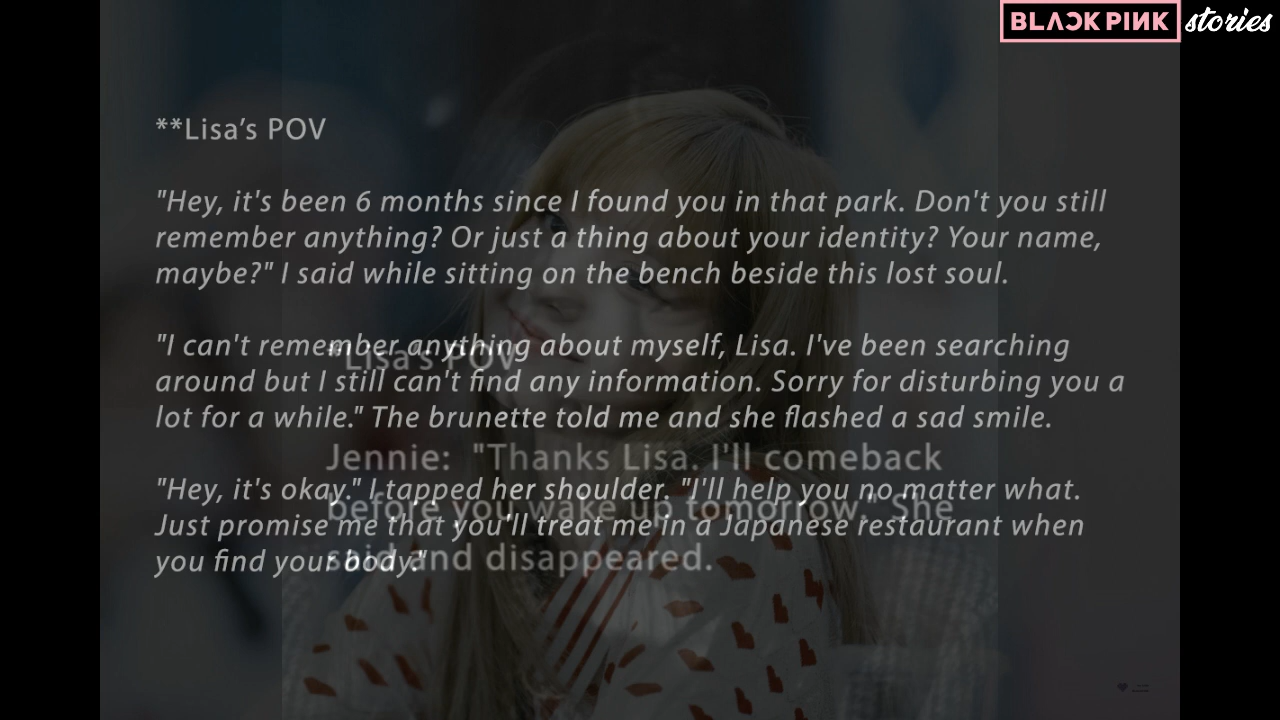 BLACKPINK stories
**Lisa’s POV
"Hey, it's been 6 months since I found you in that park. Don't you still
remember anything? Or just a thing about your identity? Your name,
maybe?" I said while sitting on the bench beside this lost soul.
"I can't remember anything about myself, Lisa. I've been searching
around but I still can't find any information. Sorry for disturbing you a
lot for a while." The brunette told me and she flashed a sad smile.
"Hey, it's okay." I tapped her shoulder. "I'll help you no matter what.
Just promise me that you'll treat me in a Japanese restaurant when
you find your body."
*Lisa's POV
Jennie: "Thanks Lisa. I'll comeback
before you wake up tomorrow." She
said and disappeared.